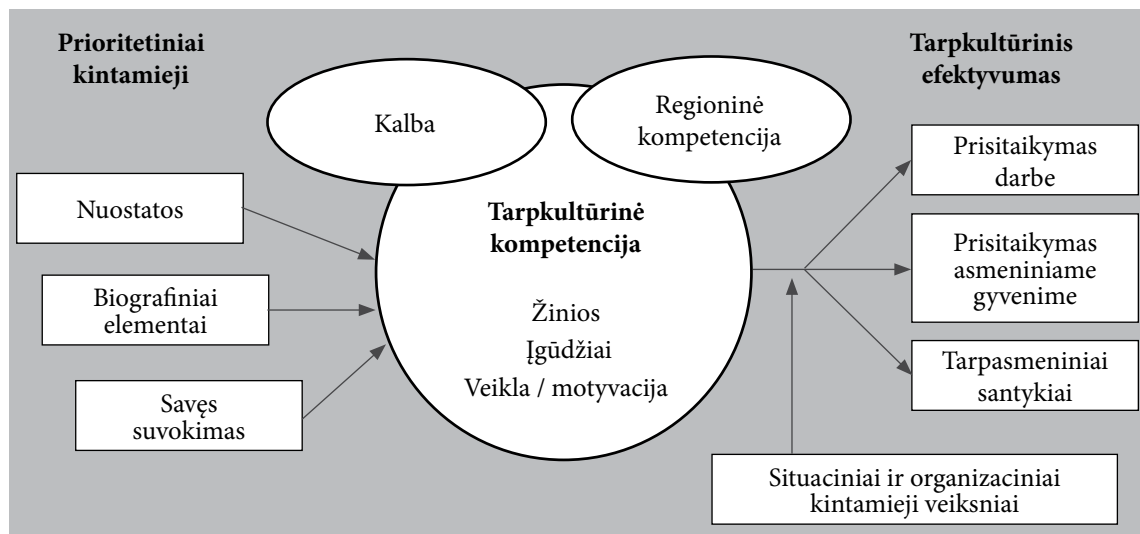 Prioritetiniai
kintamieji
Nuostatos
Biografiniai
elementai
Savęs
suvokimas
Kalba
Regioninė
kompetencija
Tarpkultūrinė
kompetencija
Žinios
Įgūdžiai
Veikla / motyvacija
Tarpkultūrinis
efektyvumas
Prisitaikymas
darbe
Prisitaikymas
asmeniniame
gyvenime
Tarpasmeniniai
santykiai
Situaciniai ir organizaciniai
kintamieji veiksniai